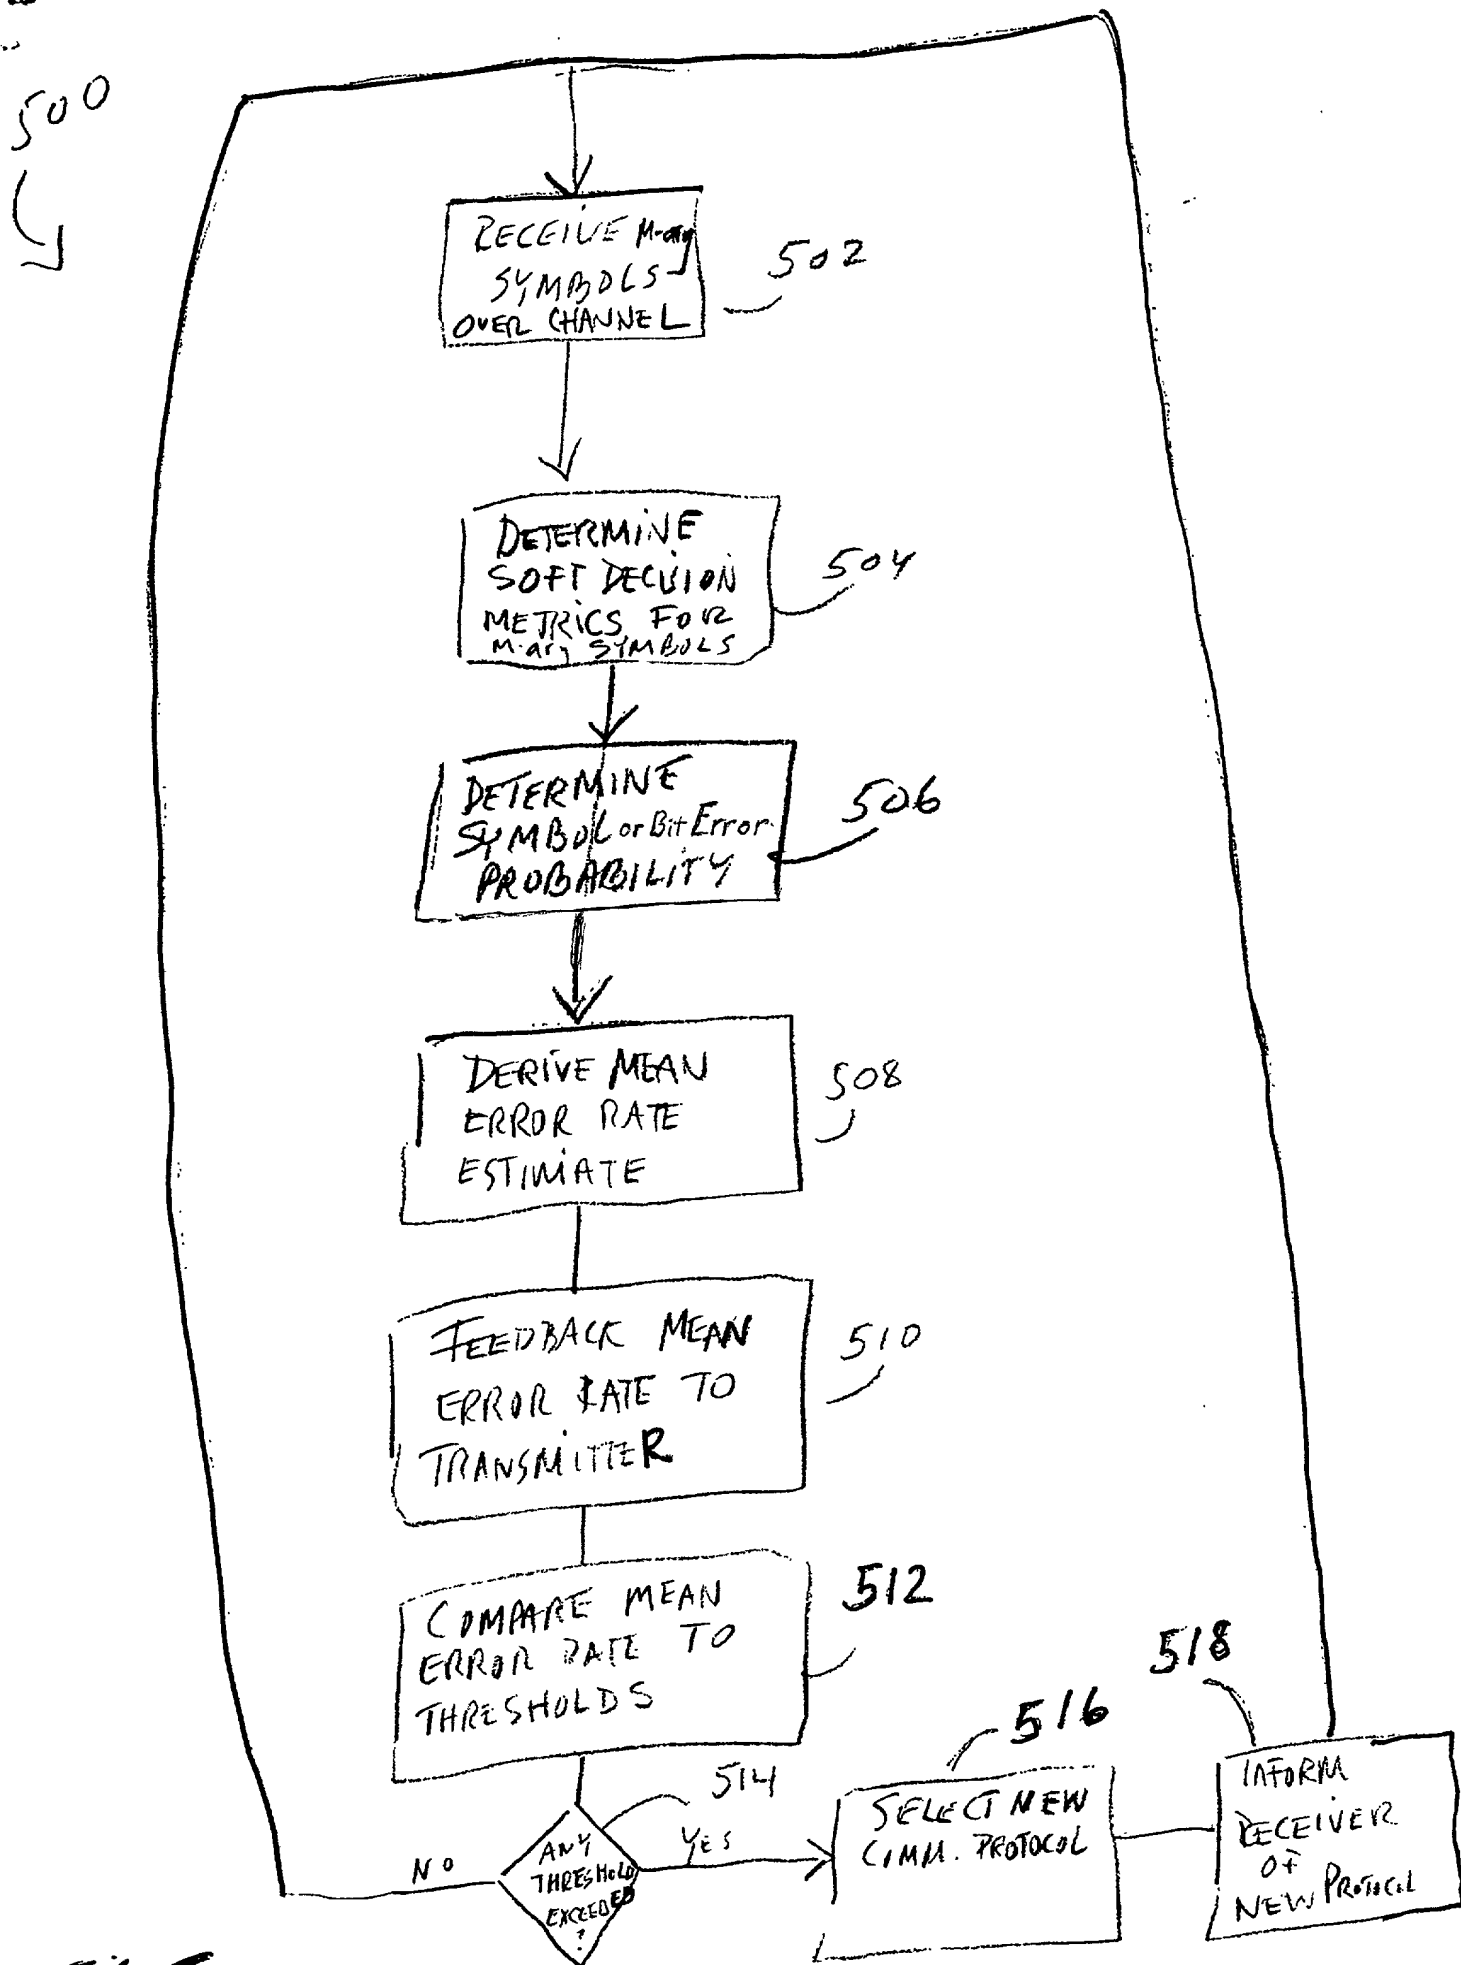 500
RECEIVE M-ary
SYMBOLS
OVER CHANNEL
502
DETERMINE
SOFT DECISION
METRICS FOR
M-ary SYMBOLS
504
DETERMINE
SYMBOL or Bit Error
PROBABILITY
506
DERIVE MEAN
ERROR RATE
ESTIMATE
508
FEEDBACK MEAN
ERROR RATE TO
TRANSMITTER
510
COMPARE MEAN
ERROR RATE TO
THRESHOLDS
512
514
ANY
THRESHOLD
EXCEEDED
?
NO
YES
516
SELECT NEW
COMM. PROTOCOL
518
INFORM
RECEIVER
OF
NEW PROTOCOL